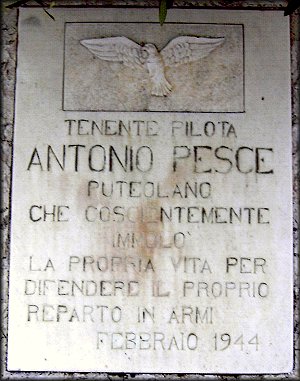 TENENTE PILOTA
ANTONIO PESCE
PUTEOLANO
CHE COSCIENTEMENTE
IMMOLO'
LA PROPRIA VITA PER
DIFENDERE IL PROPRIO
REPARTO IN ARMI
FEBBRAIO 1944